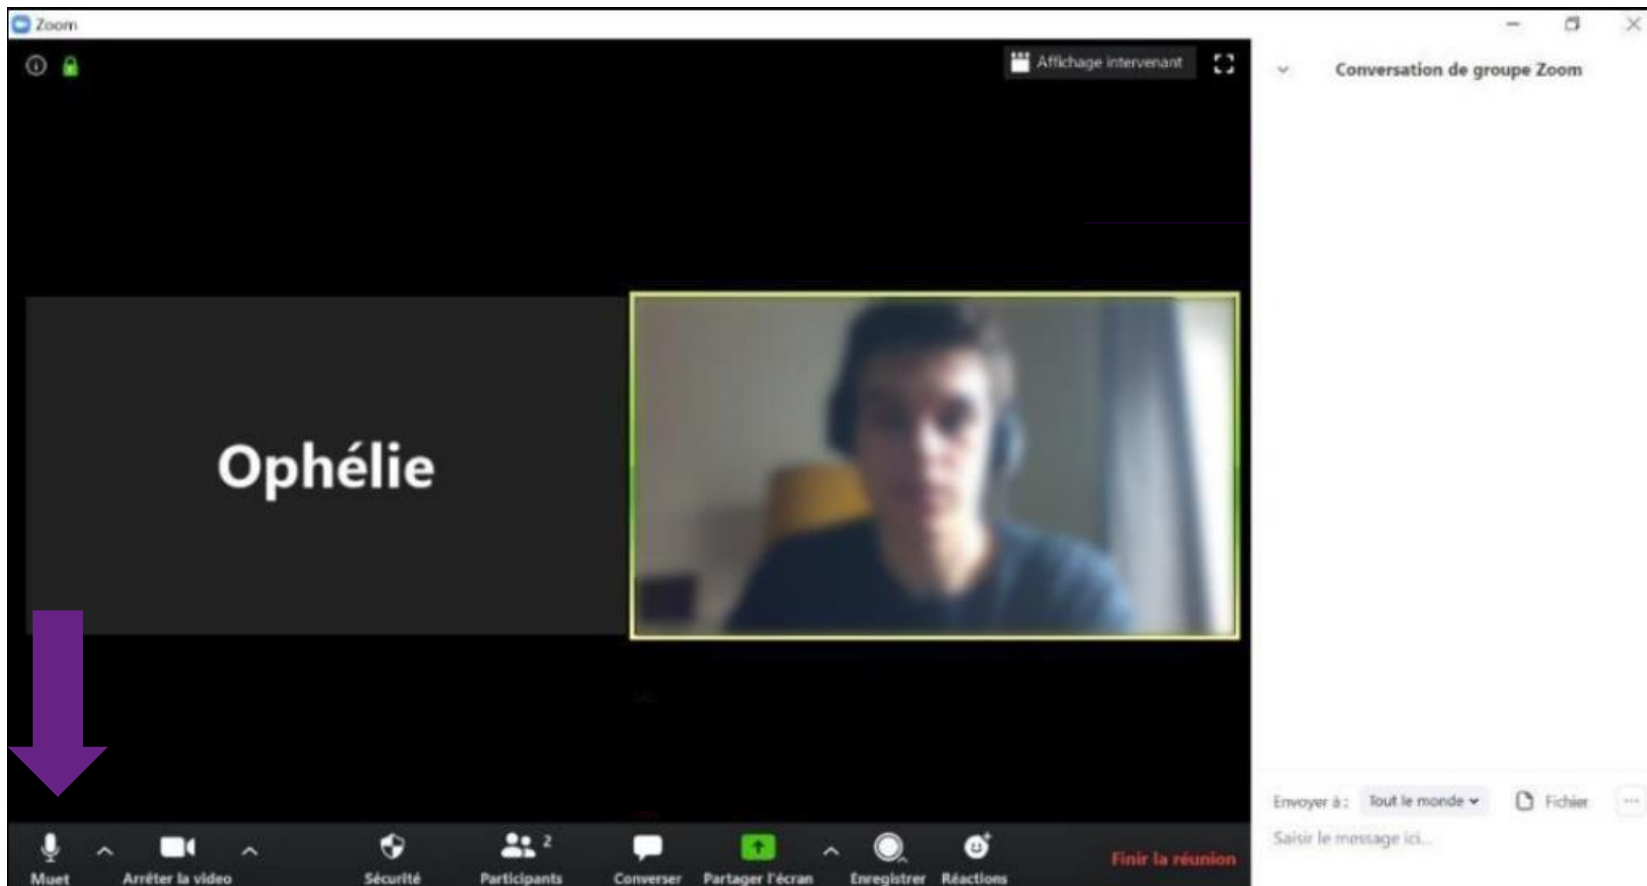 Zoom
Affichage intervenant
Conversation de groupe Zoom
Ophélie
Envoyer à : Tout le monde Fichier ...
Saisir le message ici...
2
Muet Arrêter la video Sécurité Participants Converser Partager l'écran Enregistrer Réactions Finir la réunion